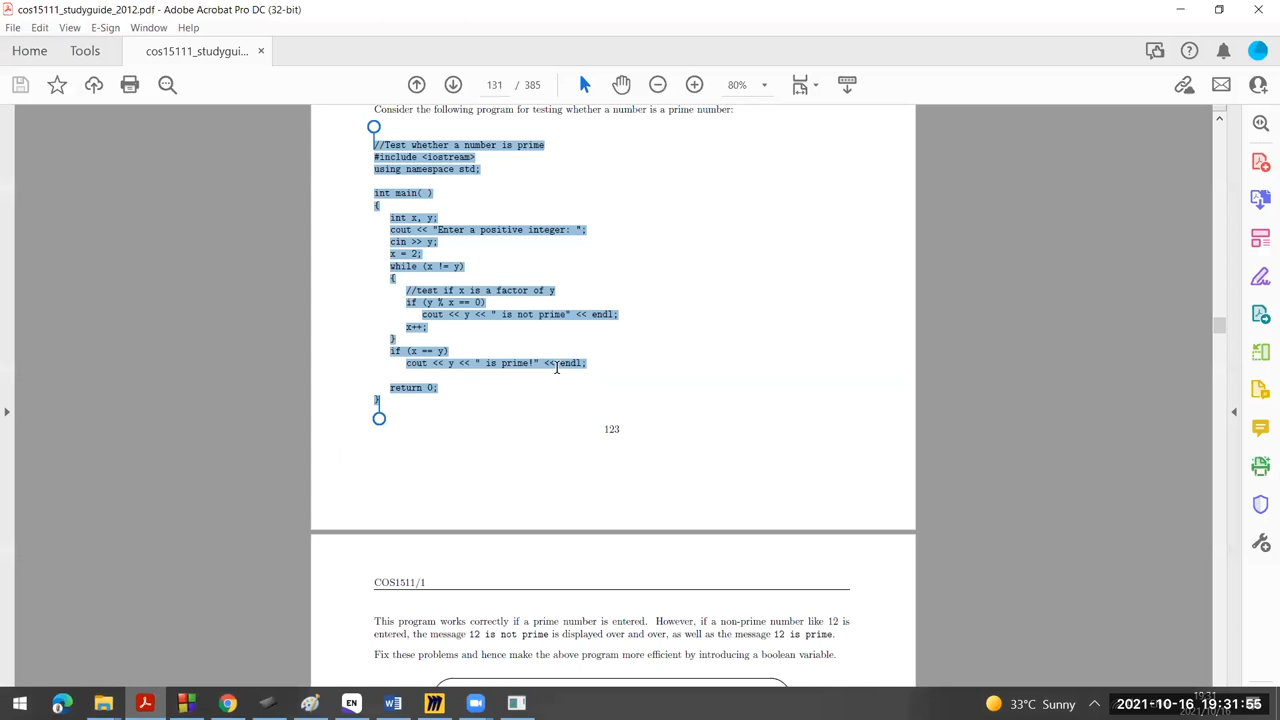 cos15111_studyguide_2012.pdf - Adobe Acrobat Pro DC (32-bit)
File Edit View E-Sign Window Help
Home Tools cos15111_studygui... ×
131 / 385 80%
Consider the following program for testing whether a number is a prime number:
//Test whether a number is prime
#include <iostream>
using namespace std;
int main( )
{
int x, y;
cout << "Enter a positive integer: ";
cin >> y;
x = 2;
while (x != y)
{
//test if x is a factor of y
if (y % x == 0)
cout << y << " is not prime" << endl;
x++;
}
if (x == y)
cout << y << " is prime!" << endl;
return 0;
}
123
COS1511/1
This program works correctly if a prime number is entered. However, if a non-prime number like 12 is
entered, the message 12 is not prime is displayed over and over, as well as the message 12 is prime.
Fix these problems and hence make the above program more efficient by introducing a boolean variable.
EN
33°C Sunny
2021-10-16 19:31:55